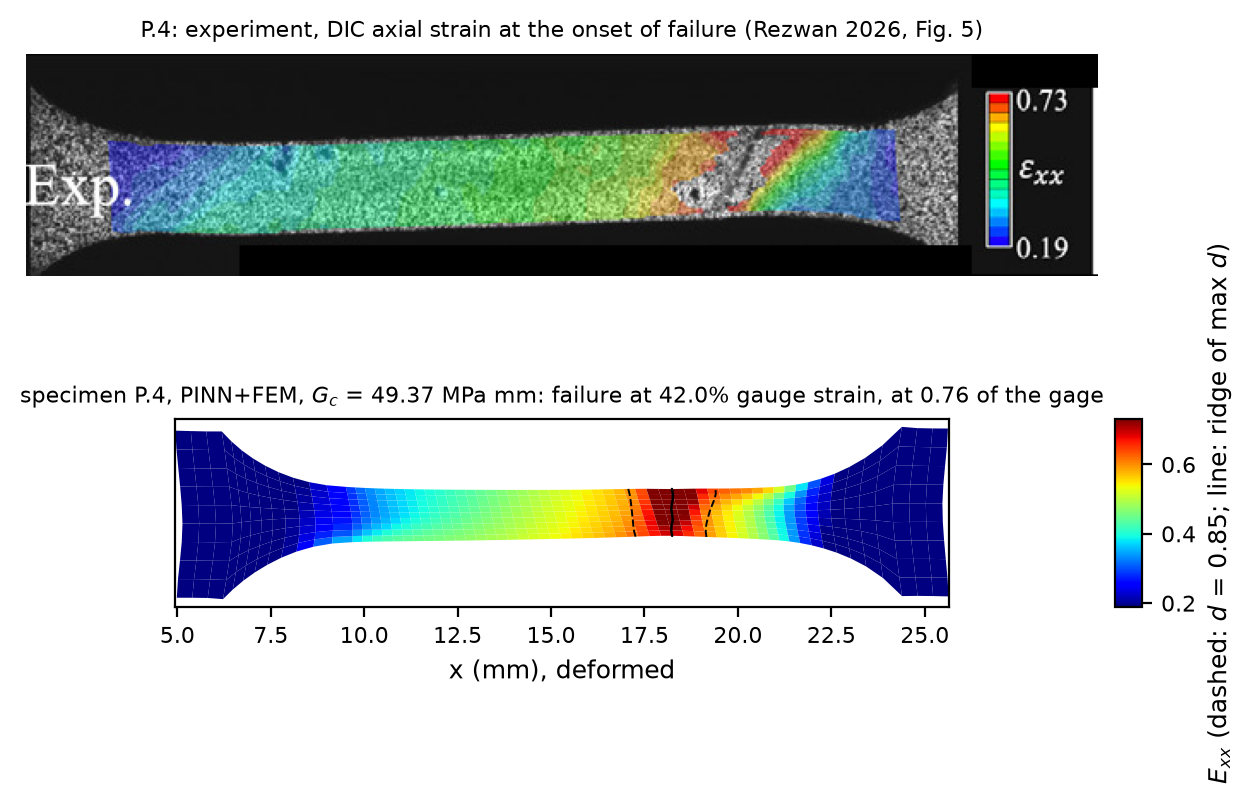 P.4: experiment, DIC axial strain at the onset of failure (Rezwan 2026, Fig. 5)
Exp.
0.73
εxx
0.19
specimen P.4, PINN+FEM, Gc = 49.37 MPa mm: failure at 42.0% gauge strain, at 0.76 of the gage
0.6
0.4
0.2
Exx (dashed: d = 0.85; line: ridge of max d)
5.0 7.5 10.0 12.5 15.0 17.5 20.0 22.5 25.0
x (mm), deformed